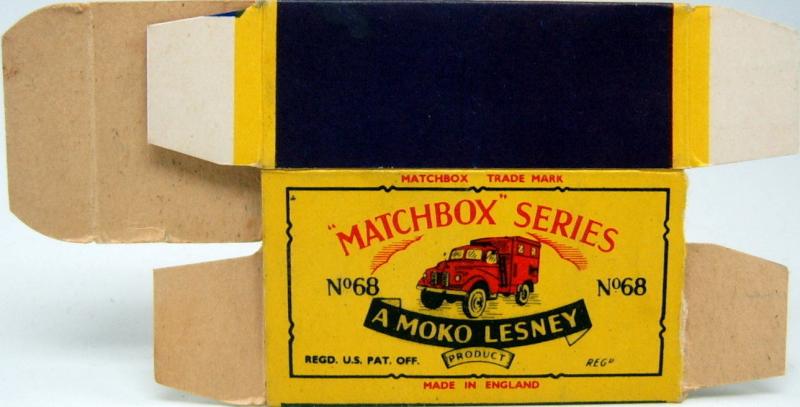 MATCHBOX TRADE MARK
"MATCHBOX" SERIES
Nº68 Nº68
A MOKO LESNEY
PRODUCT
REGD. U.S. PAT. OFF. REGD
MADE IN ENGLAND